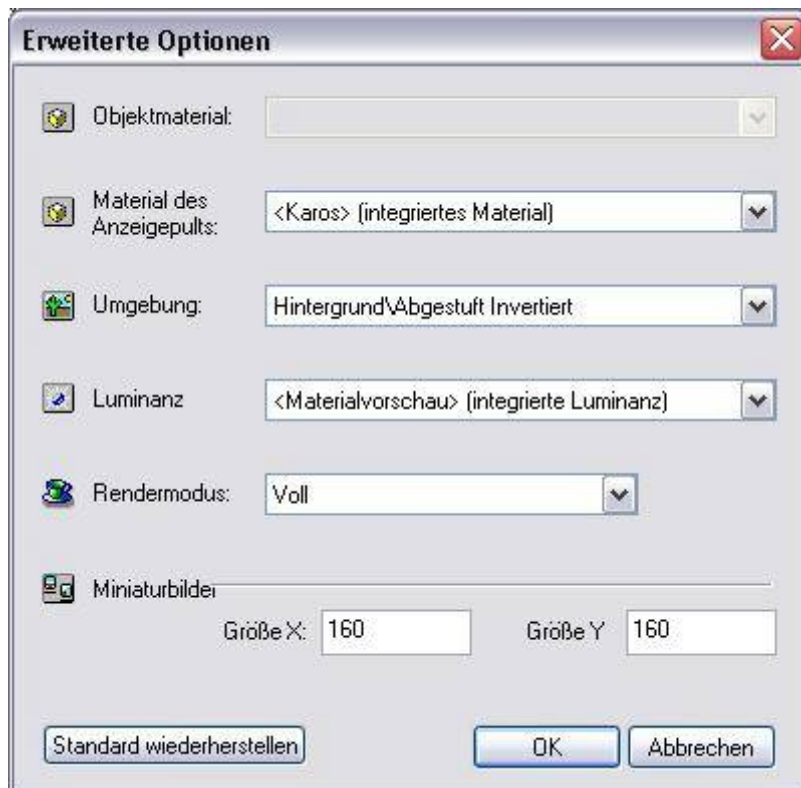 Erweiterte Optionen
Objektmaterial:
Material des
Anzeigepults:
<Karos> (integriertes Material)
Umgebung:
Hintergrund\Abgestuft Invertiert
Luminanz
<Materialvorschau> (integrierte Luminanz)
Rendermodus:
Voll
Miniaturbilder
Größe X: 160
Größe Y 160
Standard wiederherstellen
OK
Abbrechen